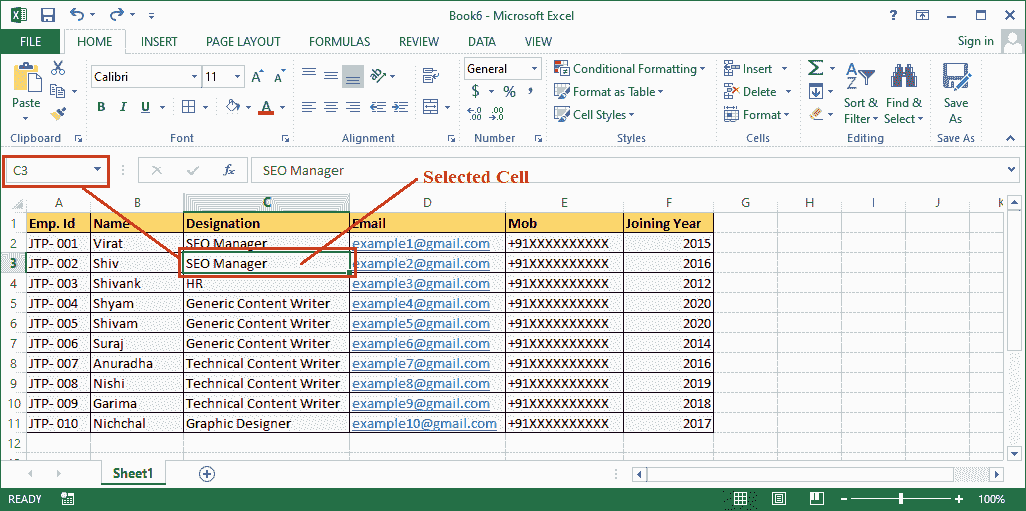 Book6 - Microsoft Excel
?
FILE HOME INSERT PAGE LAYOUT FORMULAS REVIEW DATA VIEW Sign in
Paste
Calibri 11
B I U A
General
$ % ,
Conditional Formatting
Format as Table
Cell Styles
Insert
Delete
Format
Sort & Filter
Find & Select
Save As
Clipboard Font Alignment Number Styles Cells Editing Save As
C3 fx SEO Manager
Selected Cell
A B C D E F G H I J K
1 Emp. Id Name Designation Email Mob Joining Year
2 JTP- 001 Virat SEO Manager example1@gmail.com +91XXXXXXXXXX 2015
3 JTP- 002 Shiv SEO Manager example2@gmail.com +91XXXXXXXXXX 2016
4 JTP- 003 Shivank HR example3@gmail.com +91XXXXXXXXXX 2012
5 JTP- 004 Shyam Generic Content Writer example4@gmail.com +91XXXXXXXXXX 2020
6 JTP- 005 Shivam Generic Content Writer example5@gmail.com +91XXXXXXXXXX 2020
7 JTP- 006 Suraj Generic Content Writer example6@gmail.com +91XXXXXXXXXX 2014
8 JTP- 007 Anuradha Technical Content Writer example7@gmail.com +91XXXXXXXXXX 2016
9 JTP- 008 Nishi Technical Content Writer example8@gmail.com +91XXXXXXXXXX 2019
10 JTP- 009 Garima Technical Content Writer example9@gmail.com +91XXXXXXXXXX 2018
11 JTP- 010 Nichchal Graphic Designer example10@gmail.com +91XXXXXXXXXX 2017
12
Sheet1
READY 100%